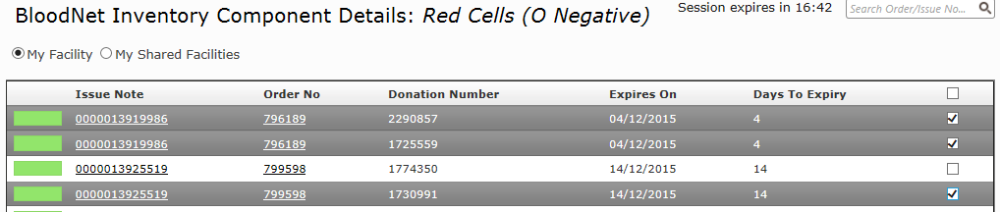 BloodNet Inventory Component Details: Red Cells (O Negative)
Session expires in 16:42
Search Order/Issue No...
My Facility My Shared Facilities
Issue Note Order No Donation Number Expires On Days To Expiry
0000013919986 796189 2290857 04/12/2015 4
0000013919986 796189 1725559 04/12/2015 4
0000013925519 799598 1774350 14/12/2015 14
0000013925519 799598 1730991 14/12/2015 14